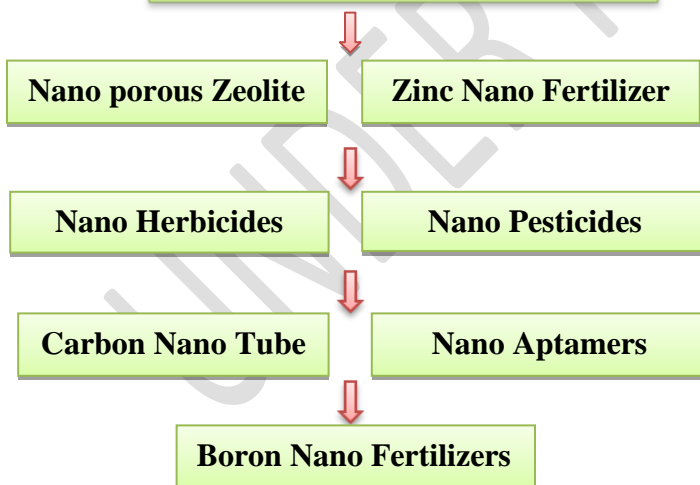 Nano porous Zeolite
Zinc Nano Fertilizer
Nano Herbicides
Nano Pesticides
Carbon Nano Tube
Nano Aptamers
Boron Nano Fertilizers